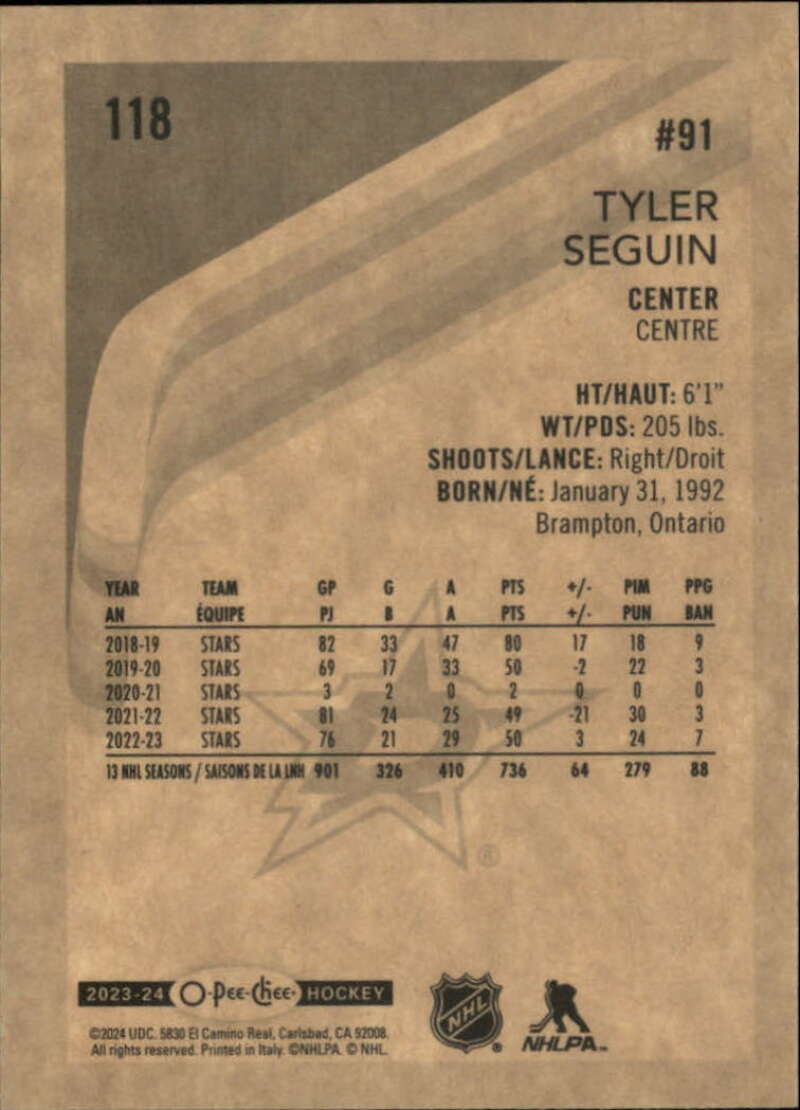 118
#91
TYLER
SEGUIN
CENTER
CENTRE
HT/HAUT: 6'1"
WT/PDS: 205 lbs.
SHOOTS/LANCE: Right/Droit
BORN/NÉ: January 31, 1992
Brampton, Ontario
YEAR TEAM GP G A PTS +/- PIM PPG
AN ÉQUIPE PJ B A PTS +/- PUN BAN
2018-19 STARS 82 33 47 80 17 18 9
2019-20 STARS 69 17 33 50 -2 22 3
2020-21 STARS 3 2 0 2 0 0 0
2021-22 STARS 81 24 25 49 -21 30 3
2022-23 STARS 76 21 29 50 3 24 7
13 NHL SEASONS / SAISONS DE LA LNH 901 326 410 736 64 279 88
®
2023-24 O-Pee-Chee HOCKEY
©2024 UDC. 5830 El Camino Real, Carlsbad, CA 92008.
All rights reserved. Printed in Italy. ©NHLPA. © NHL.
NHL ®
NHLPA